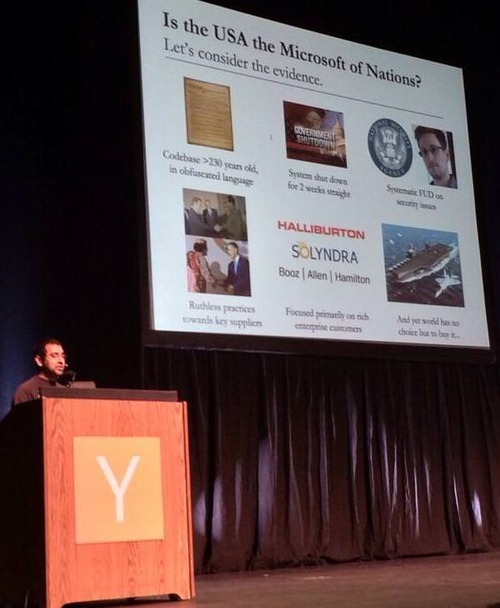 Is the USA the Microsoft of Nations?
Let's consider the evidence.
Codebase >230 years old,
in obfuscated language
GOVERNMENT
SHUTDOWN
System shut down
for 2 weeks straight
Systematic FUD on
security issues
Ruthless practices
towards key suppliers
HALLIBURTON
SOLYNDRA
Booz | Allen | Hamilton
Focused primarily on rich
enterprise customers
And yet world has no
choice but to buy it...
Y